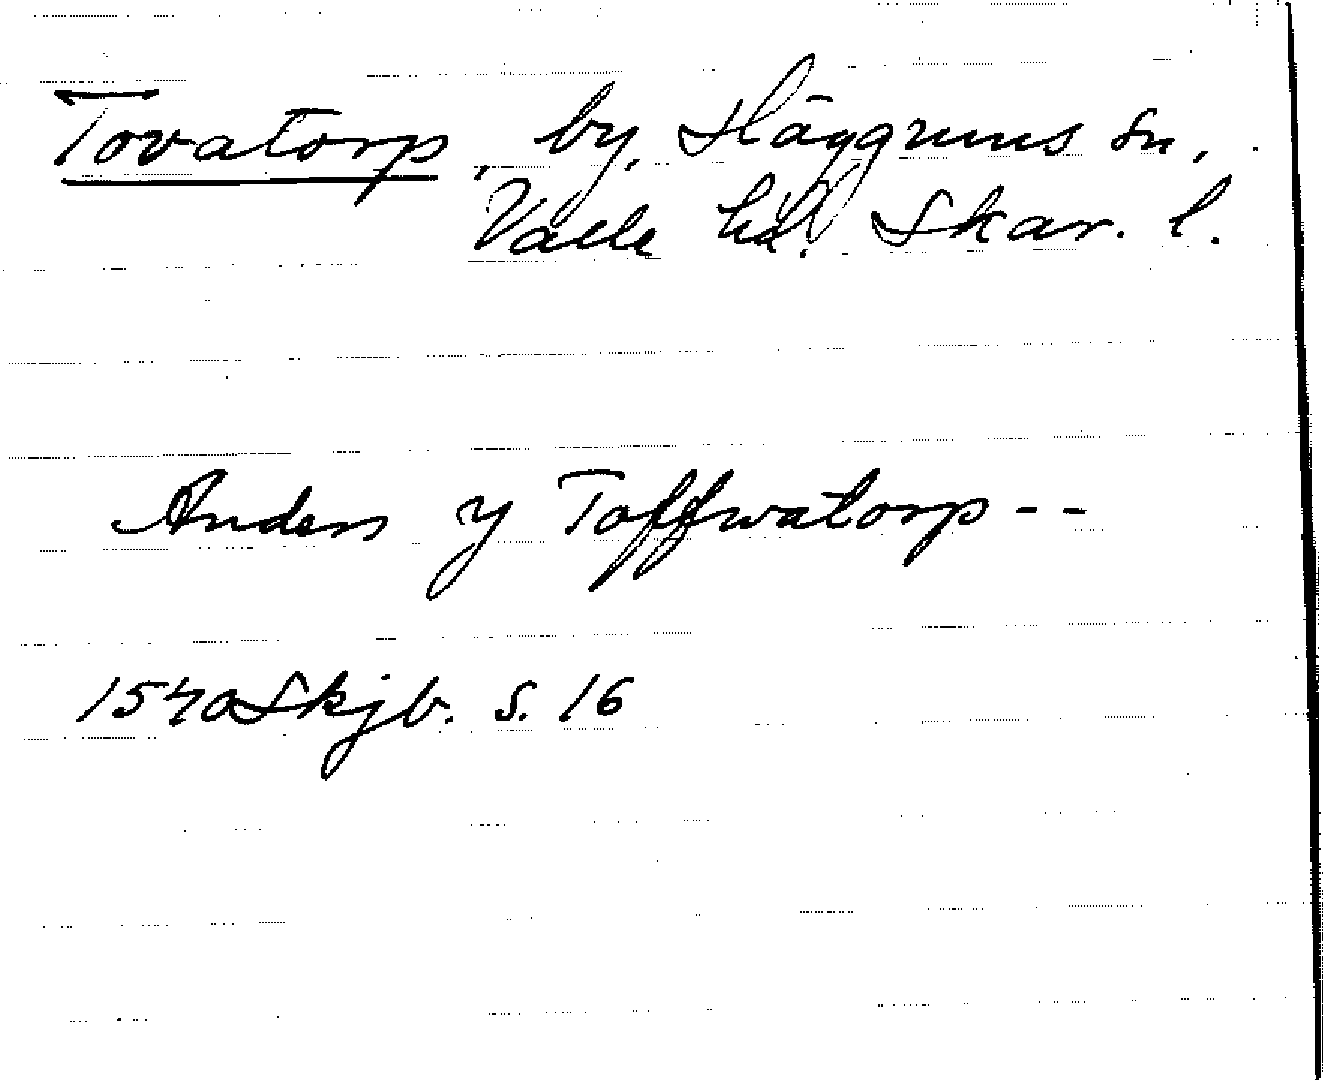 Tovatorp, by, Häggums sn,
Valle hd. Skar. l.
Anders y Toffwatorp --
1540 Skjb. s. 16